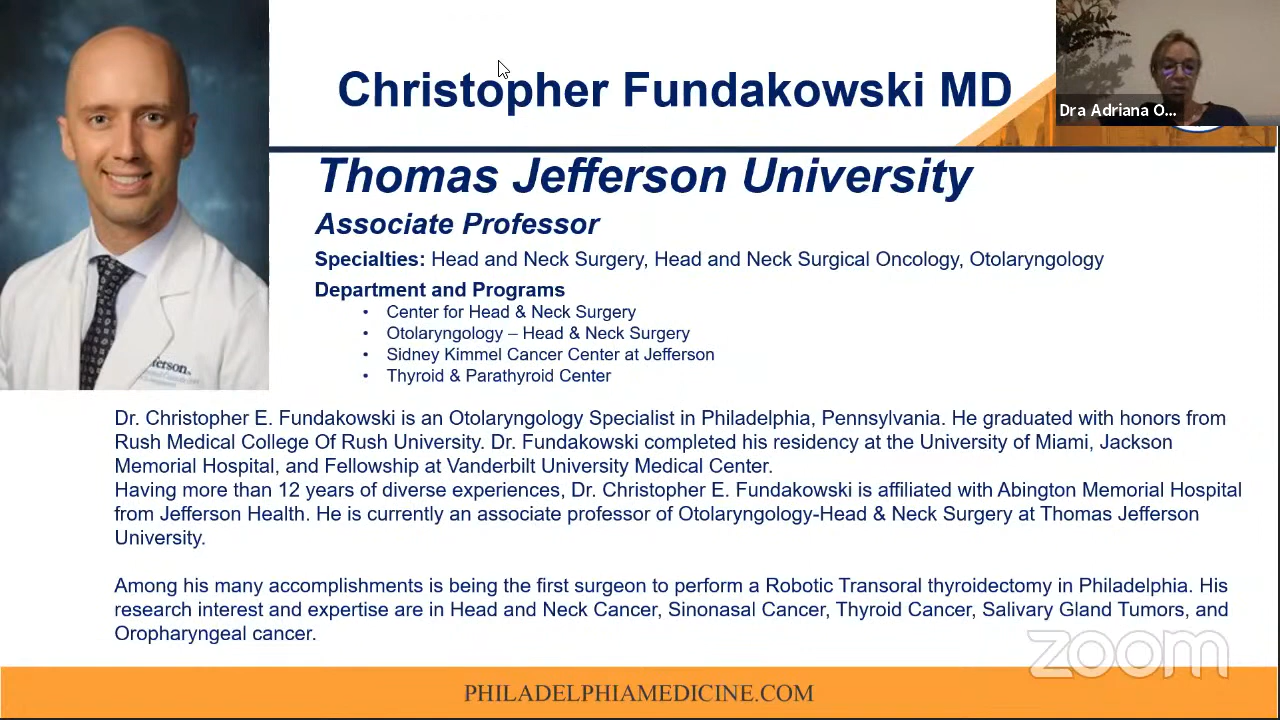 Christopher Fundakowski MD
Dra Adriana O...
Thomas Jefferson University
Associate Professor
Specialties: Head and Neck Surgery, Head and Neck Surgical Oncology, Otolaryngology
Department and Programs
• Center for Head & Neck Surgery
• Otolaryngology – Head & Neck Surgery
• Sidney Kimmel Cancer Center at Jefferson
• Thyroid & Parathyroid Center
Dr. Christopher E. Fundakowski is an Otolaryngology Specialist in Philadelphia, Pennsylvania. He graduated with honors from
Rush Medical College Of Rush University. Dr. Fundakowski completed his residency at the University of Miami, Jackson
Memorial Hospital, and Fellowship at Vanderbilt University Medical Center.
Having more than 12 years of diverse experiences, Dr. Christopher E. Fundakowski is affiliated with Abington Memorial Hospital
from Jefferson Health. He is currently an associate professor of Otolaryngology-Head & Neck Surgery at Thomas Jefferson
University.
Among his many accomplishments is being the first surgeon to perform a Robotic Transoral thyroidectomy in Philadelphia. His
research interest and expertise are in Head and Neck Cancer, Sinonasal Cancer, Thyroid Cancer, Salivary Gland Tumors, and
Oropharyngeal cancer.
zoom
PHILADELPHIAMEDICINE.COM